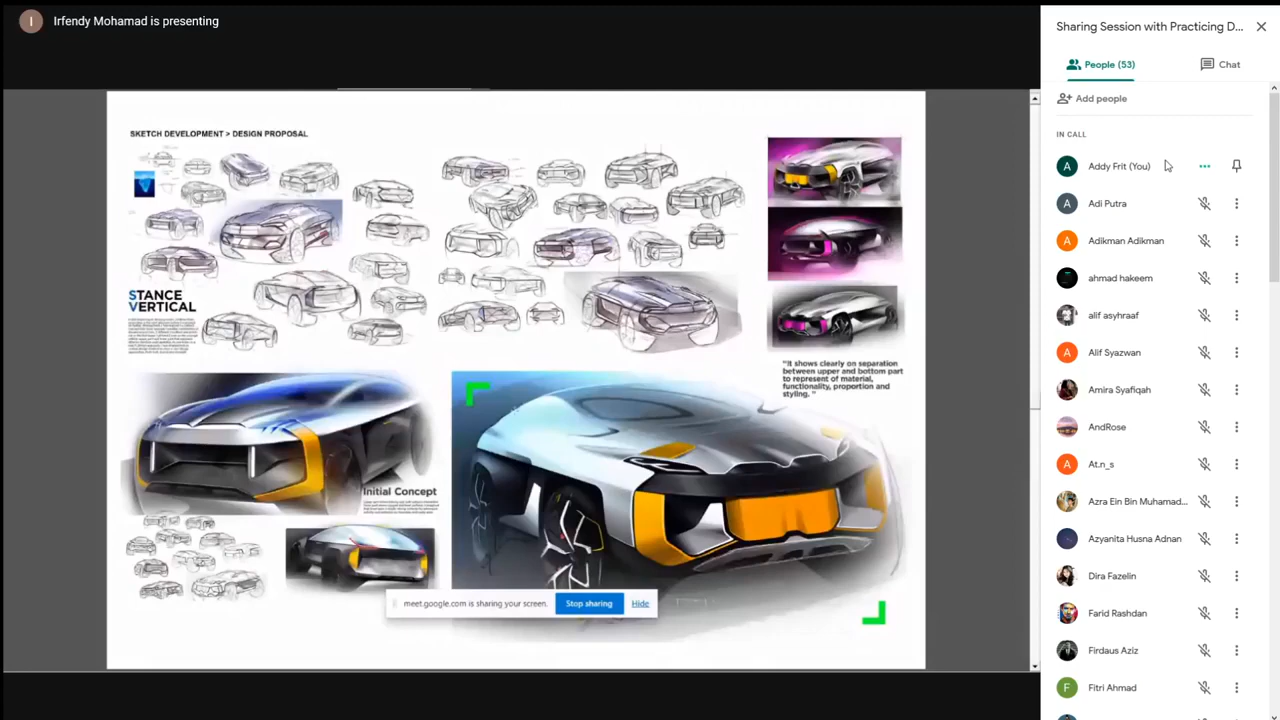 I
Irfendy Mohamad is presenting
SKETCH DEVELOPMENT > DESIGN PROPOSAL
STANCE
VERTICAL
"It shows clearly on separation
between upper and bottom part
to represent of material,
functionality, proportion and
styling. "
Initial Concept
meet.google.com is sharing your screen.
Stop sharing
Hide
Sharing Session with Practicing D...
People (53)
Chat
Add people
IN CALL
A
Addy Frit (You)
A
Adi Putra
A
Adikman Adikman
ahmad hakeem
alif asyhraaf
A
Alif Syazwan
Amira Syafiqah
AndRose
A
At.n_s
Azra Ein Bin Muhamad...
Azyanita Husna Adnan
Dira Fazelin
Farid Rashdan
Firdaus Aziz
F
Fitri Ahmad